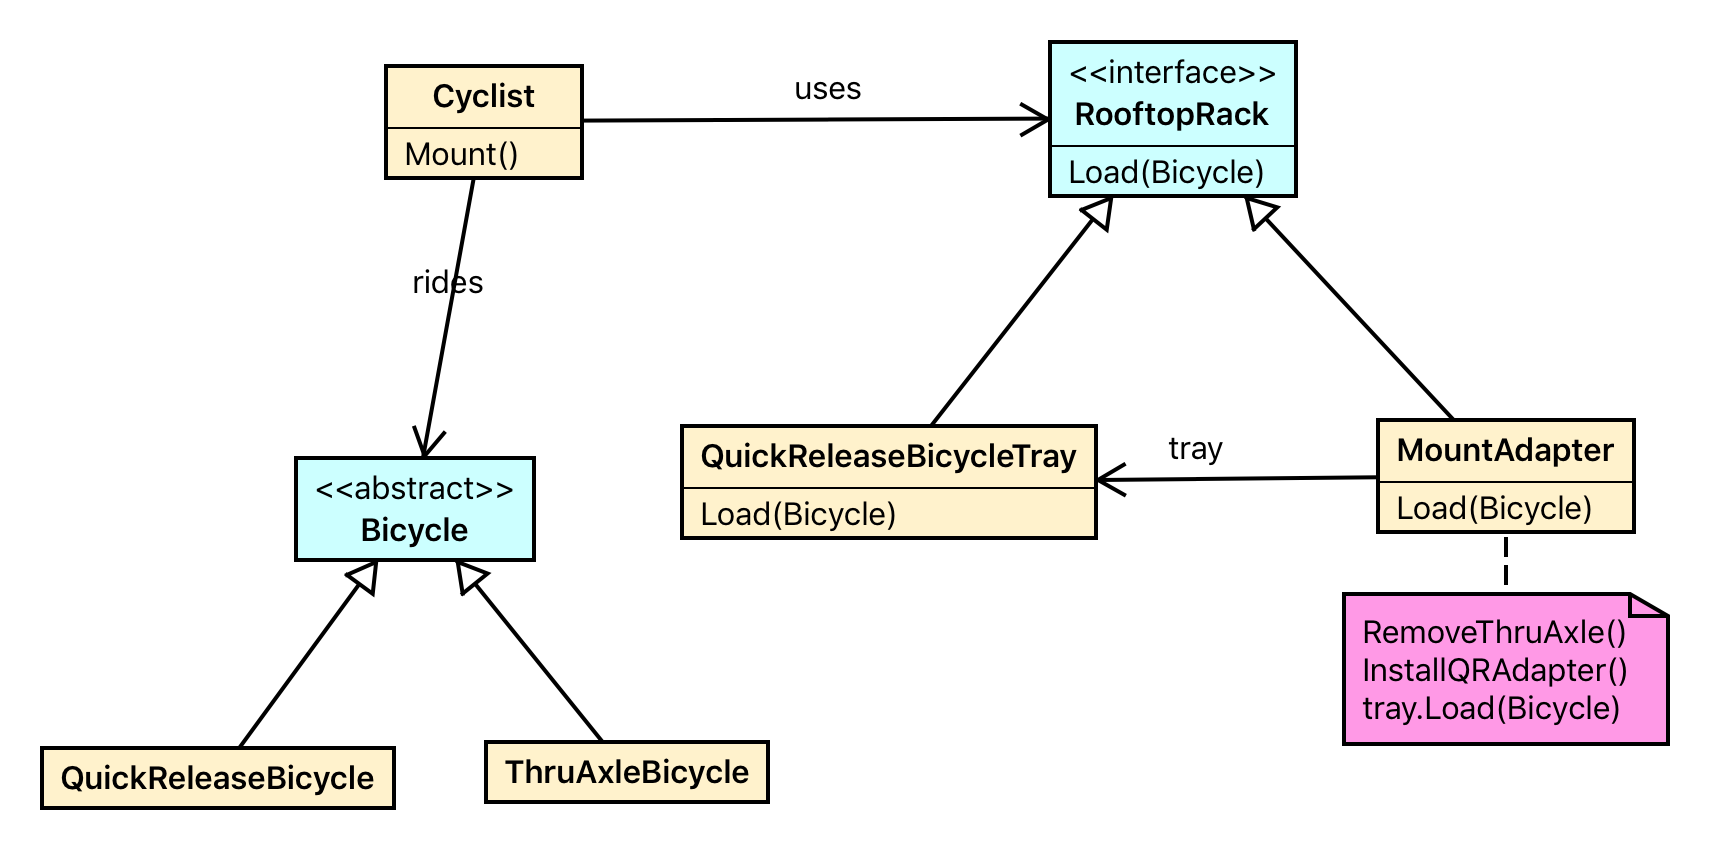 Cyclist
Mount()
uses
<<interface>>
RooftopRack
Load(Bicycle)
rides
<<abstract>>
Bicycle
QuickReleaseBicycleTray
Load(Bicycle)
tray
MountAdapter
Load(Bicycle)
RemoveThruAxle()
InstallQRAdapter()
tray.Load(Bicycle)
QuickReleaseBicycle
ThruAxleBicycle